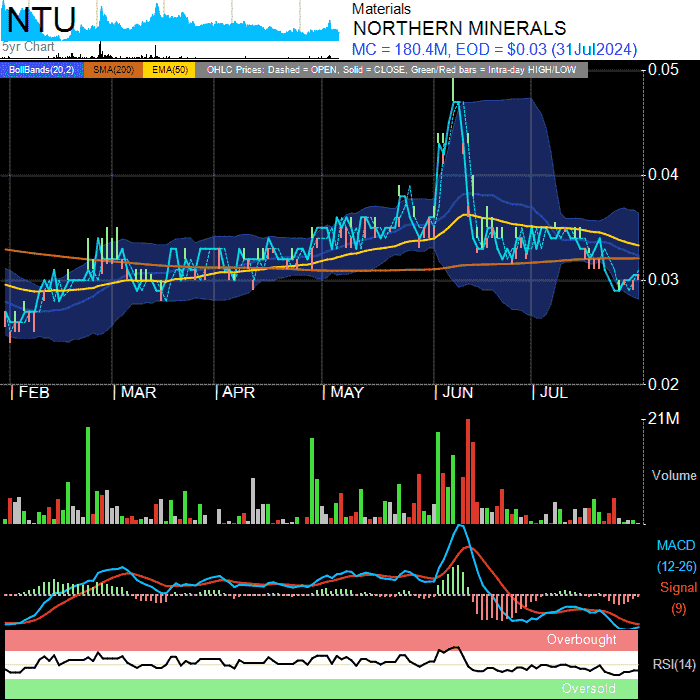 NTU
5yr Chart
Materials
NORTHERN MINERALS
MC = 180.4M, EOD = $0.03 (31Jul2024)
BollBands(20,2) SMA(200) EMA(50) OHLC Prices: Dashed = OPEN, Solid = CLOSE, Green/Red bars = Intra-day HIGH/LOW
0.05
0.04
0.03
0.02
FEB MAR APR MAY JUN JUL
21M
Volume
MACD
(12-26)
Signal
(9)
Overbought
RSI(14)
Oversold